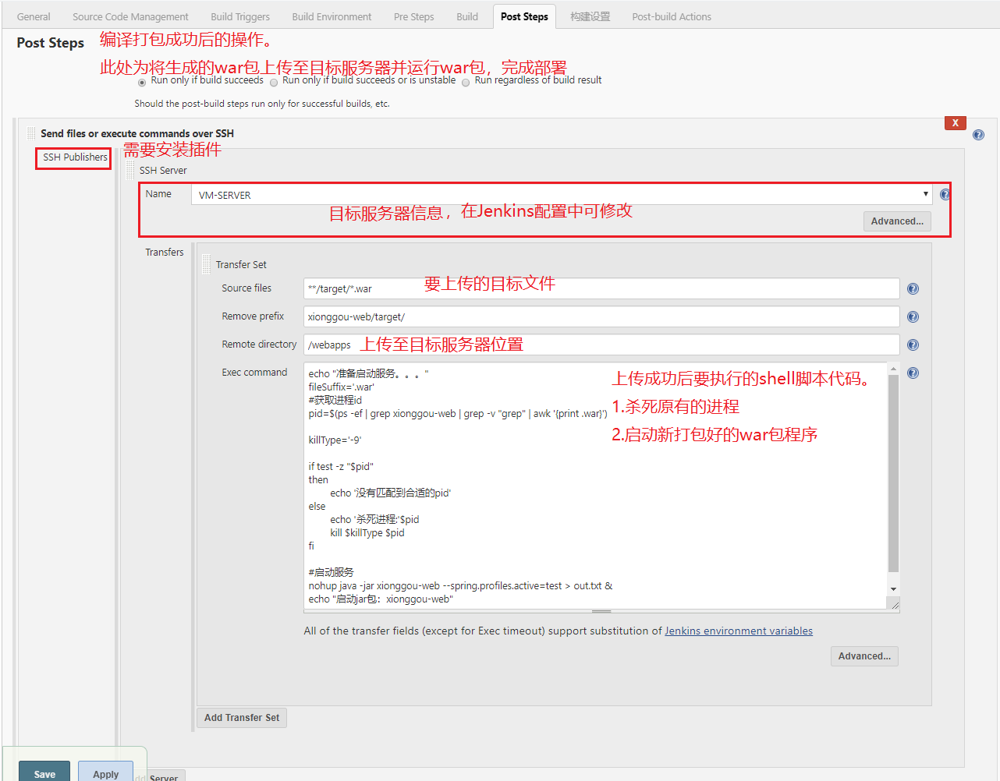 General Source Code Management Build Triggers Build Environment Pre Steps Build Post Steps 构建设置 Post-build Actions
Post Steps 编译打包成功后的操作。
此处为将生成的war包上传至目标服务器并运行war包，完成部署
Run only if build succeeds Run only if build succeeds or is unstable Run regardless of build result
Should the post-build steps run only for successful builds, etc.
X
Send files or execute commands over SSH
SSH Publishers 需要安装插件
SSH Server
Name VM-SERVER
目标服务器信息，在Jenkins配置中可修改
Advanced...
Transfers
Transfer Set
Source files **/target/*.war 要上传的目标文件
Remove prefix xionggou-web/target/
Remote directory /webapps 上传至目标服务器位置
Exec command
echo "准备启动服务。。。"
fileSuffix='.war'
#获取进程id
pid=$(ps -ef | grep xionggou-web | grep -v "grep" | awk '{print .war}')
killType='-9'
if test -z "$pid"
then
echo '没有匹配到合适的pid'
else
echo '杀死进程:'$pid
kill $killType $pid
fi
#启动服务
nohup java -jar xionggou-web --spring.profiles.active=test > out.txt &
echo "启动jar包：xionggou-web"
上传成功后要执行的shell脚本代码。
1.杀死原有的进程
2.启动新打包好的war包程序
All of the transfer fields (except for Exec timeout) support substitution of Jenkins environment variables
Advanced...
Add Transfer Set
Save Apply dd Server